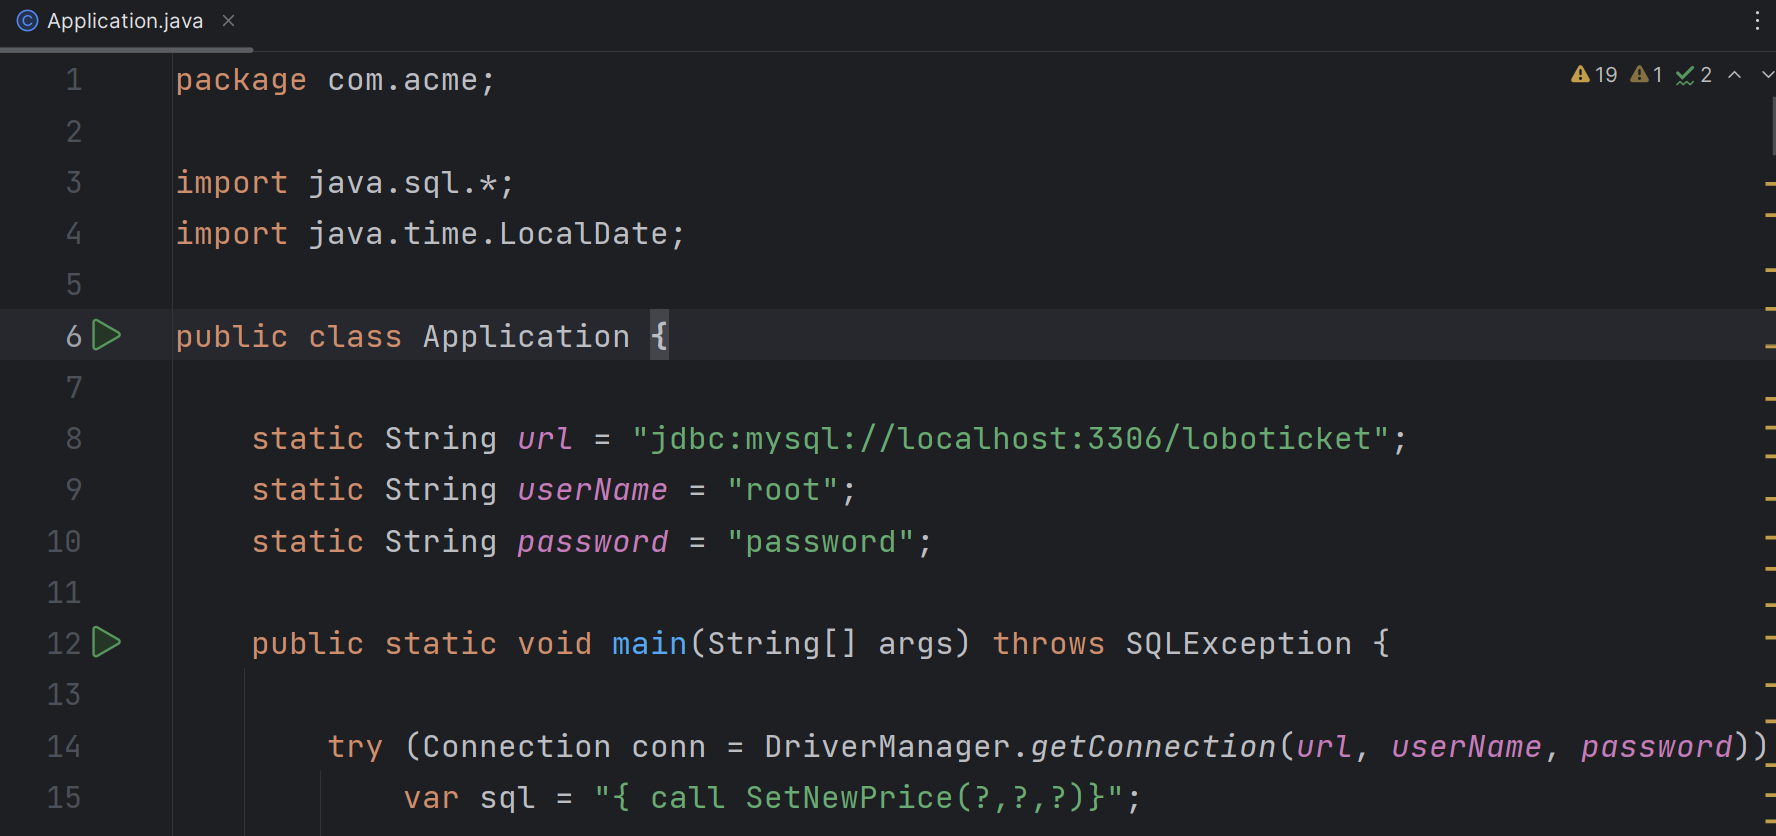 Application.java
19 1 2
1 package com.acme;
2
3 import java.sql.*;
4 import java.time.LocalDate;
5
6 public class Application {
7
8 static String url = "jdbc:mysql://localhost:3306/loboticket";
9 static String userName = "root";
10 static String password = "password";
11
12 public static void main(String[] args) throws SQLException {
13
14 try (Connection conn = DriverManager.getConnection(url, userName, password))
15 var sql = "{ call SetNewPrice(?,?,?)}";